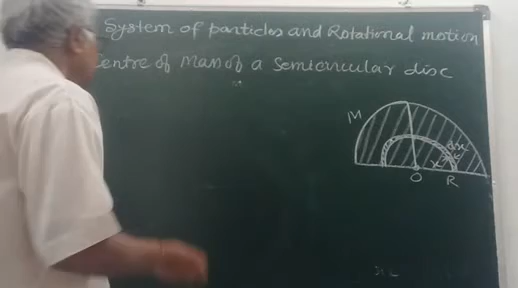 System of particles and Rotational motion
Centre of Mass of a Semicircular disc
M
dx
x
O
R